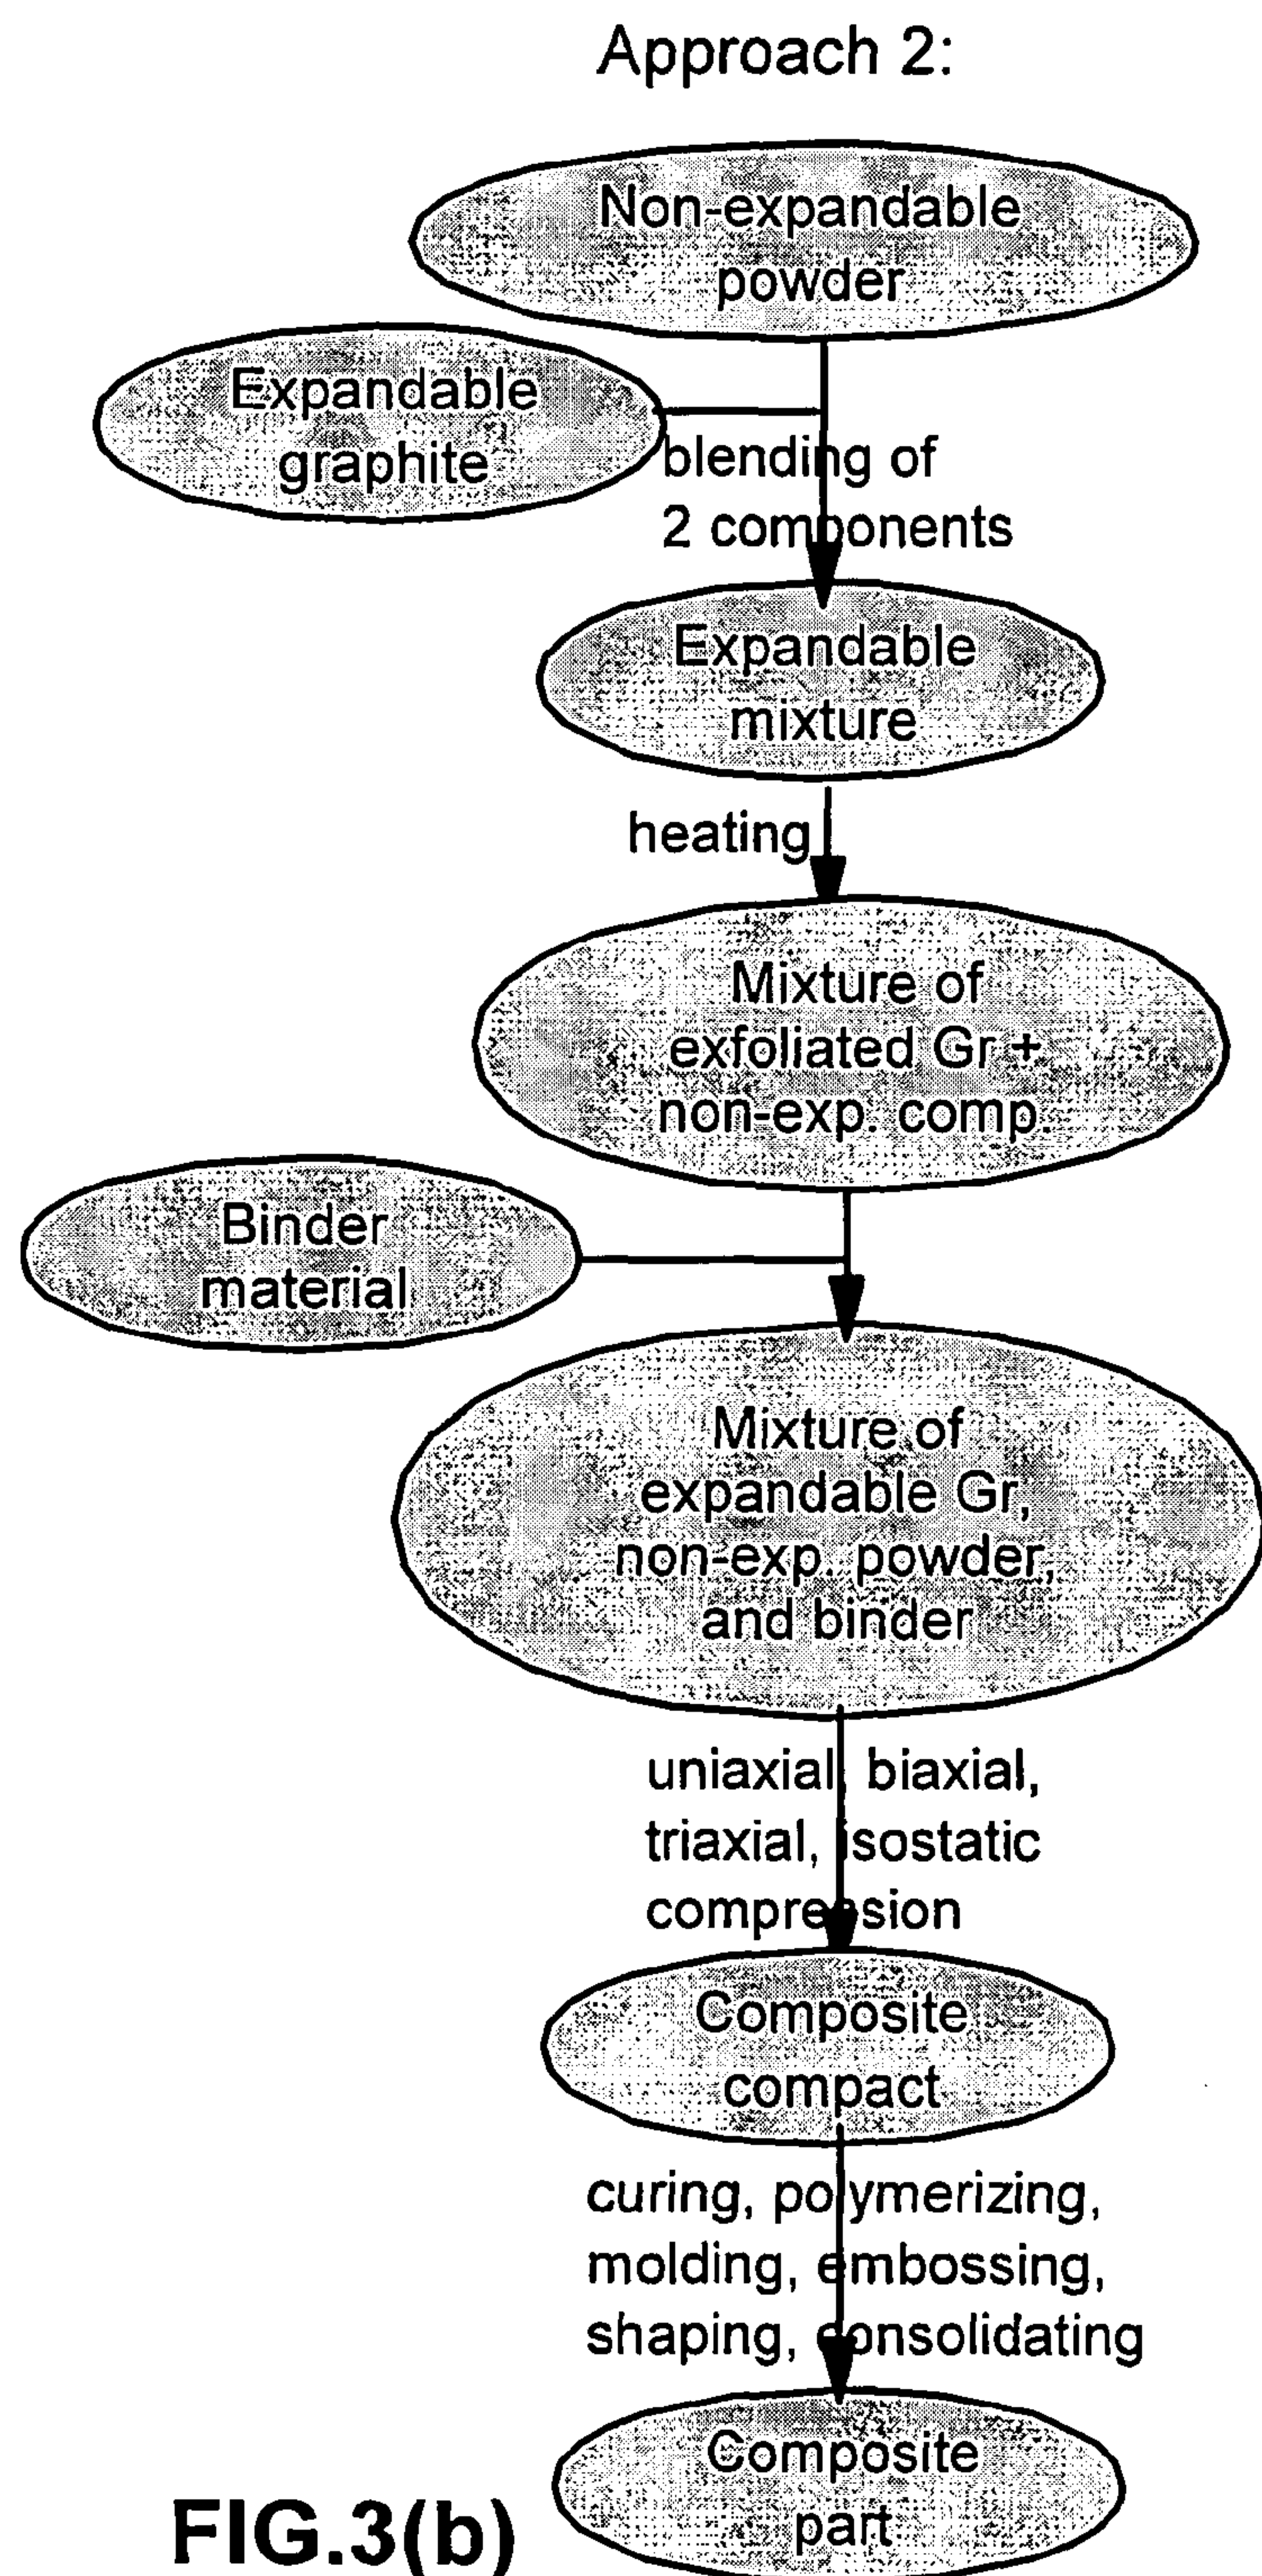 Approach 2:
Non-expandable
powder
Expandable
graphite
blending of
2 components
Expandable
mixture
heating
Mixture of
exfoliated Gr +
non-exp. comp.
Binder
material
Mixture of
expandable Gr,
non-exp. powder,
and binder
uniaxial, biaxial,
triaxial, isostatic
compression
Composite
compact
curing, polymerizing,
molding, embossing,
shaping, consolidating
Composite
part
FIG.3(b)